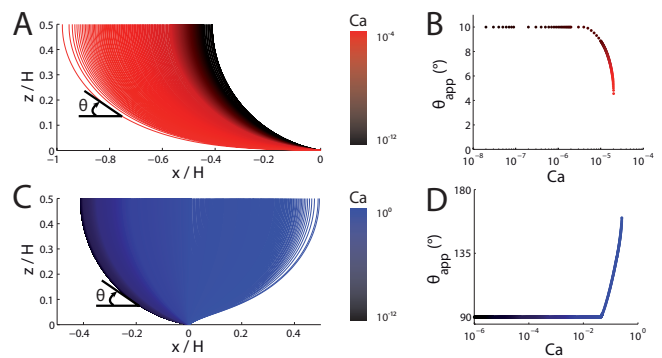 A
z / H
0.5
0.4
0.3
0.2
0.1
0
θ
−1
−0.8
−0.6
−0.4
−0.2
0
x / H
Ca
10⁻⁴
10⁻¹²
B
θapp (°)
10
8
6
4
2
0
10⁻⁸
10⁻⁷
10⁻⁶
10⁻⁵
10⁻⁴
Ca
C
z / H
0.5
0.4
0.3
0.2
0.1
0
θ
−0.4
−0.2
0
0.2
0.4
x / H
Ca
10⁰
10⁻¹²
D
θapp (°)
180
135
90
10⁻⁶
10⁻⁴
10⁻²
10⁰
Ca